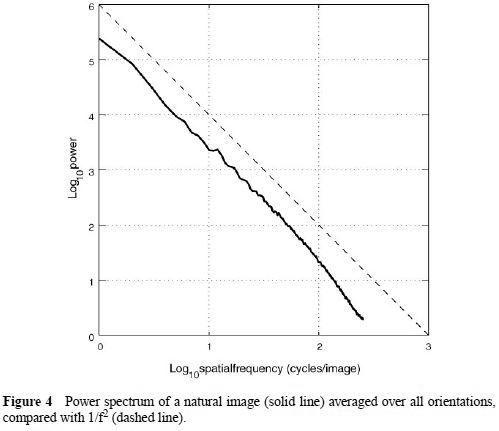 6
5
4
3
2
1
0
Log10power
0 1 2 3
Log10spatialfrequency (cycles/image)
Figure 4 Power spectrum of a natural image (solid line) averaged over all orientations,
compared with 1/f2 (dashed line).